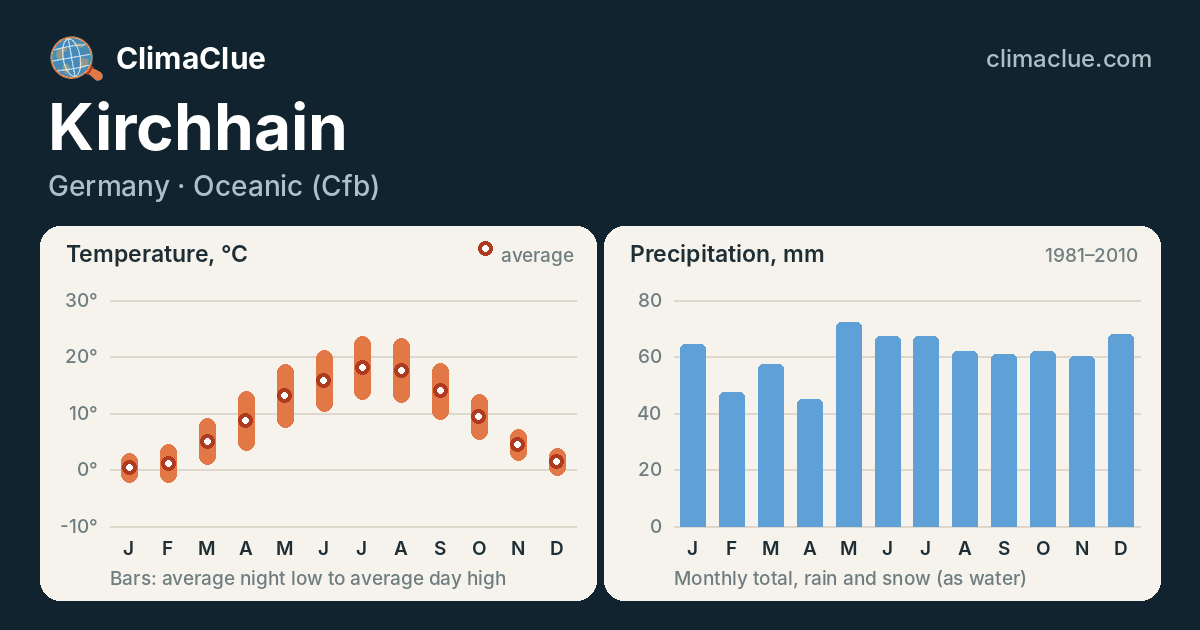 ClimaClue
climaclue.com
Kirchhain
Germany · Oceanic (Cfb)
Temperature, °C
average
30°
20°
10°
0°
-10°
J F M A M J J A S O N D
Bars: average night low to average day high
Precipitation, mm
1981–2010
80
60
40
20
0
J F M A M J J A S O N D
Monthly total, rain and snow (as water)